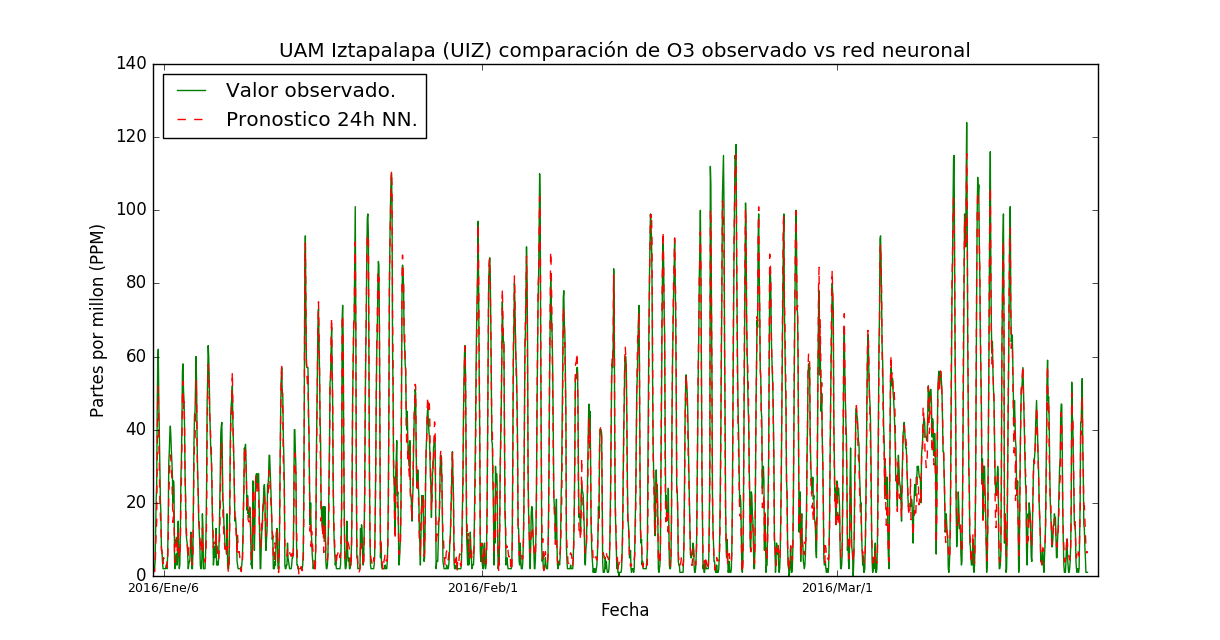 UAM Iztapalapa (UIZ) comparación de O3 observado vs red neuronal
Valor observado.
Pronostico 24h NN.
Partes por millon (PPM)
140
120
100
80
60
40
20
0
2016/Ene/6
2016/Feb/1
2016/Mar/1
Fecha